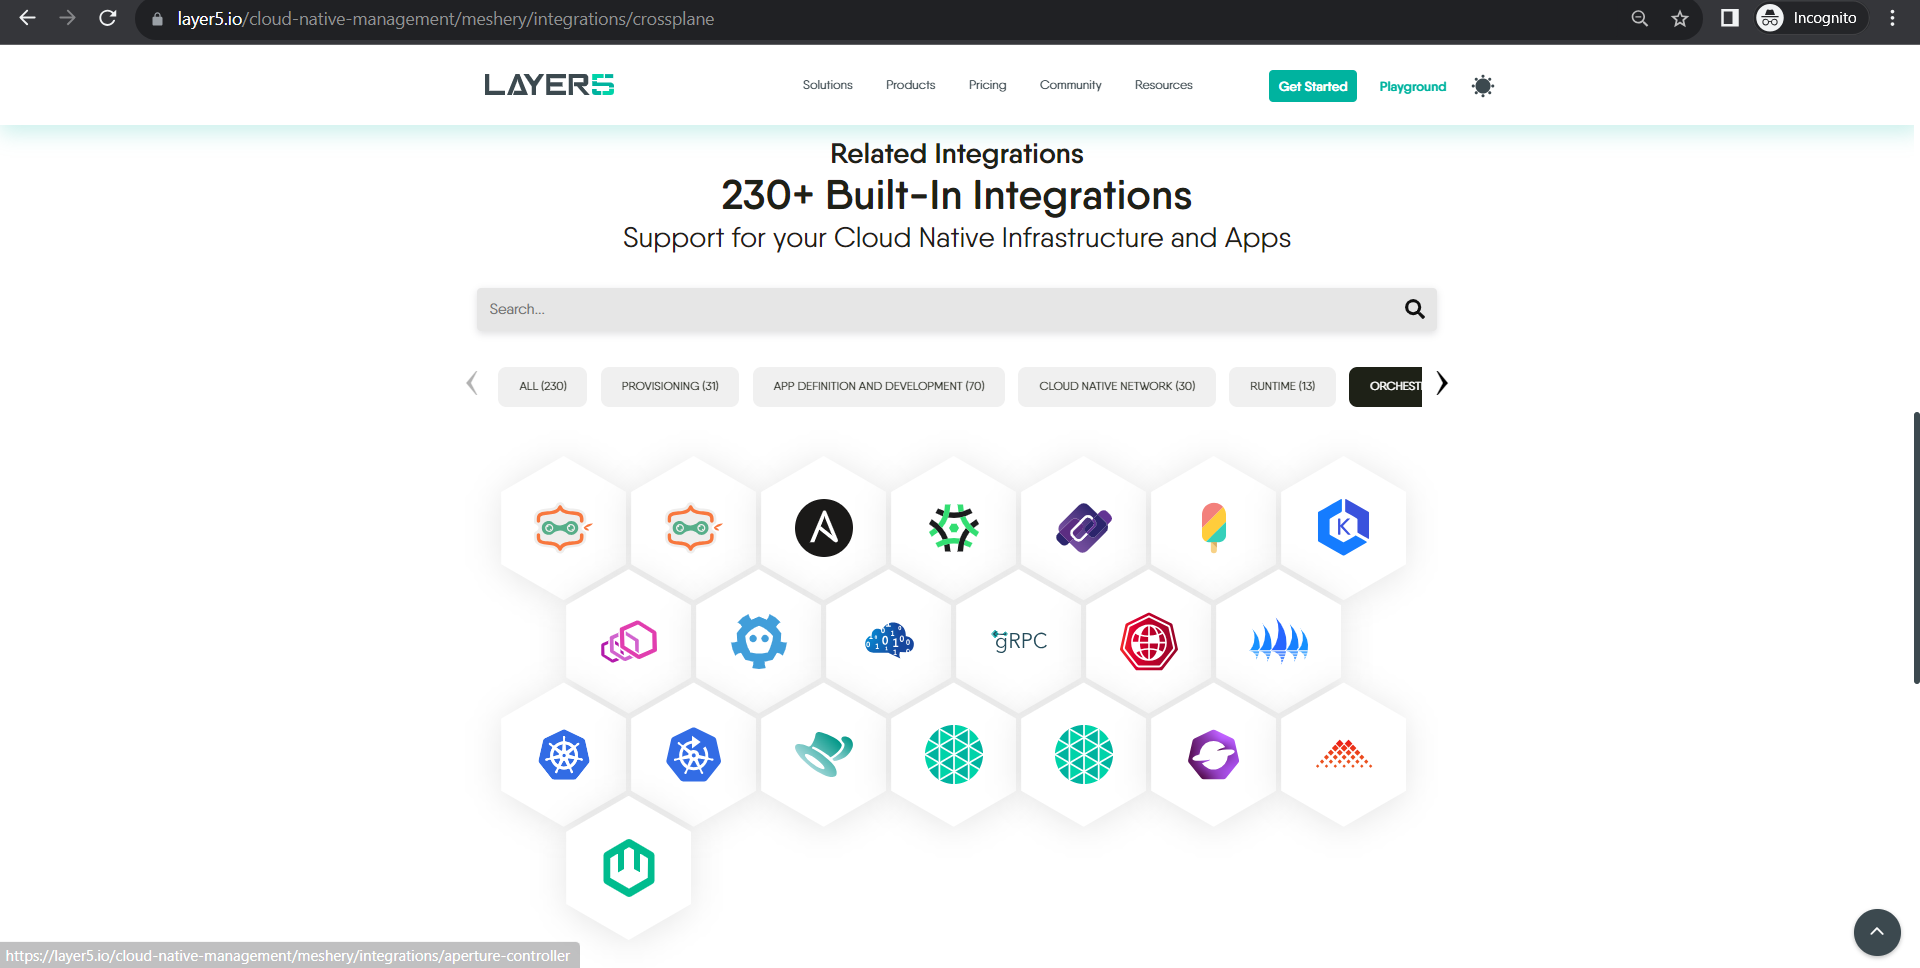 layer5.io/cloud-native-management/meshery/integrations/crossplane
Incognito
LAYER5
Solutions
Products
Pricing
Community
Resources
Get Started
Playground
Related Integrations
230+ Built-In Integrations
Support for your Cloud Native Infrastructure and Apps
Search...
ALL (230)
PROVISIONING (31)
APP DEFINITION AND DEVELOPMENT (70)
CLOUD NATIVE NETWORK (30)
RUNTIME (13)
ORCHEST
K
gRPC
https://layer5.io/cloud-native-management/meshery/integrations/aperture-controller